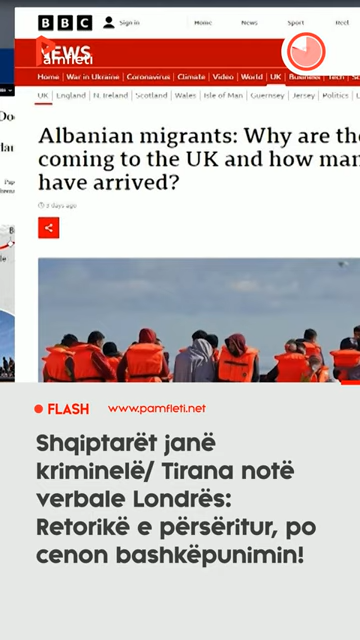 BBC Sign in Home News Sport
NEWS
Pamfleti
Home War in Ukraine Coronavirus Climate Video World UK Business Tech
UK England N. Ireland Scotland Wales Isle of Man Guernsey Jersey Politics
Albanian migrants: Why are the
coming to the UK and how man
have arrived?
3 days ago
FLASH www.pamfleti.net
Shqiptarët janë
kriminelë/ Tirana notë
verbale Londrës:
Retorikë e përsëritur, po
cenon bashkëpunimin!